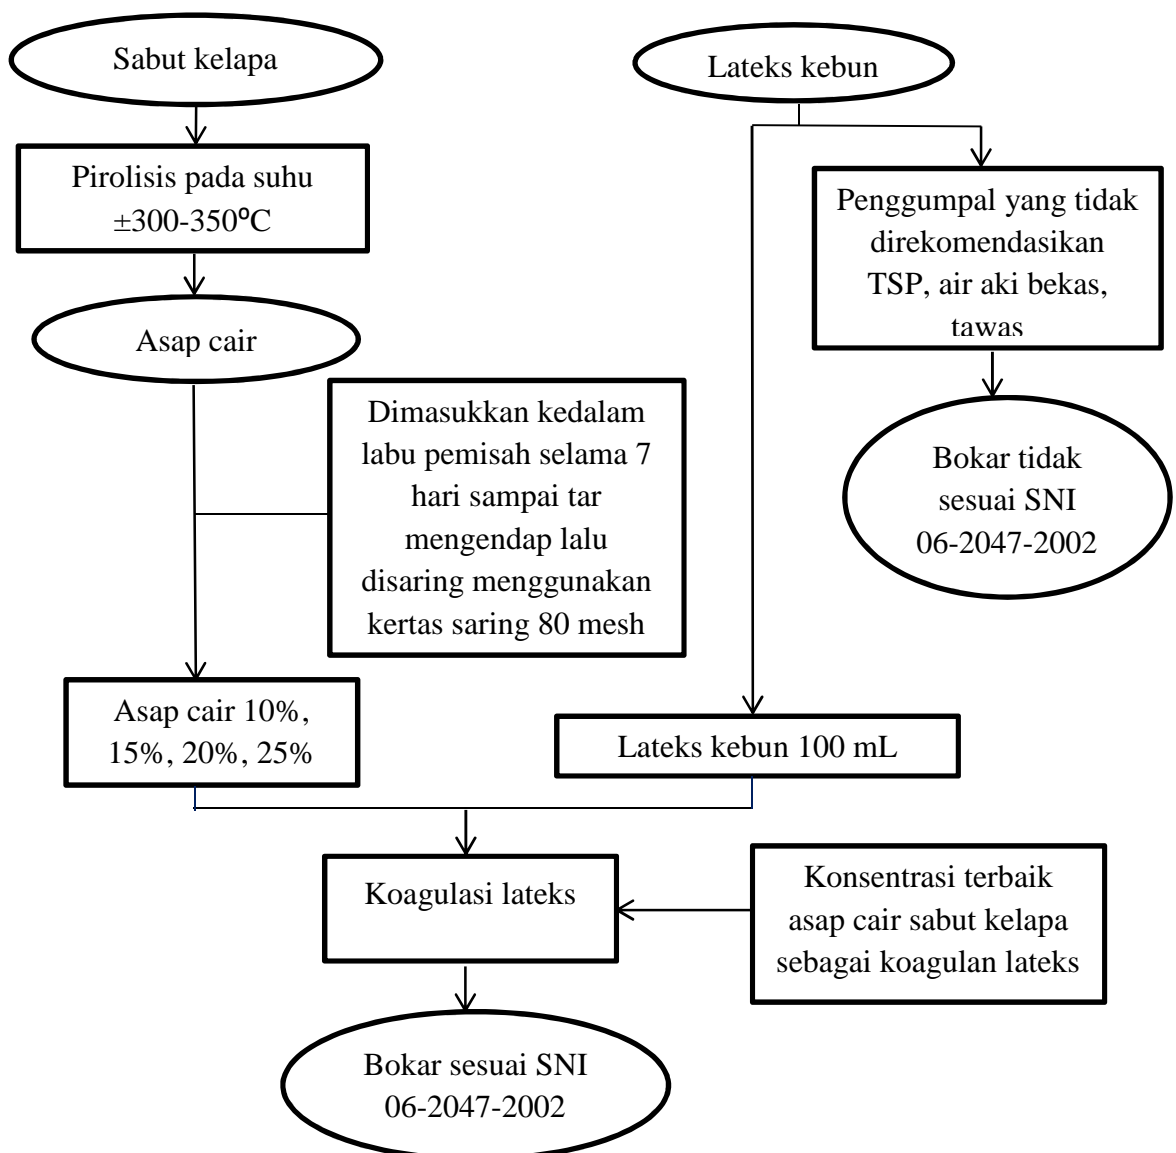 Sabut kelapa
Lateks kebun
Pirolisis pada suhu
±300-350⁰C
Penggumpal yang tidak
direkomendasikan
TSP, air aki bekas,
tawas
Asap cair
Dimasukkan kedalam
labu pemisah selama 7
hari sampai tar
mengendap lalu
disaring menggunakan
kertas saring 80 mesh
Bokar tidak
sesuai SNI
06-2047-2002
Asap cair 10%,
15%, 20%, 25%
Lateks kebun 100 mL
Koagulasi lateks
Konsentrasi terbaik
asap cair sabut kelapa
sebagai koagulan lateks
Bokar sesuai SNI
06-2047-2002